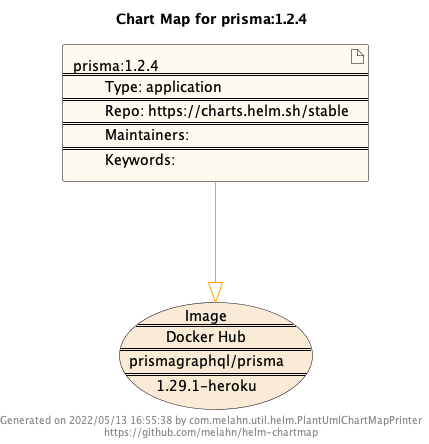 Chart Map for prisma:1.2.4
prisma:1.2.4
Type: application
Repo: https://charts.helm.sh/stable
Maintainers:
Keywords:
Image
Docker Hub
prismagraphql/prisma
1.29.1-heroku
Generated on 2022/05/13 16:55:38 by com.melahn.util.helm.PlantUmlChartMapPrinter
https://github.com/melahn/helm-chartmap